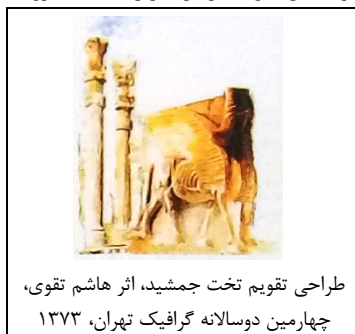 طراحی تقویم تخت جمشید، اثر هاشم تقوی،
چهارمین دوسالانه گرافیک تهران، ۱۳۷۳